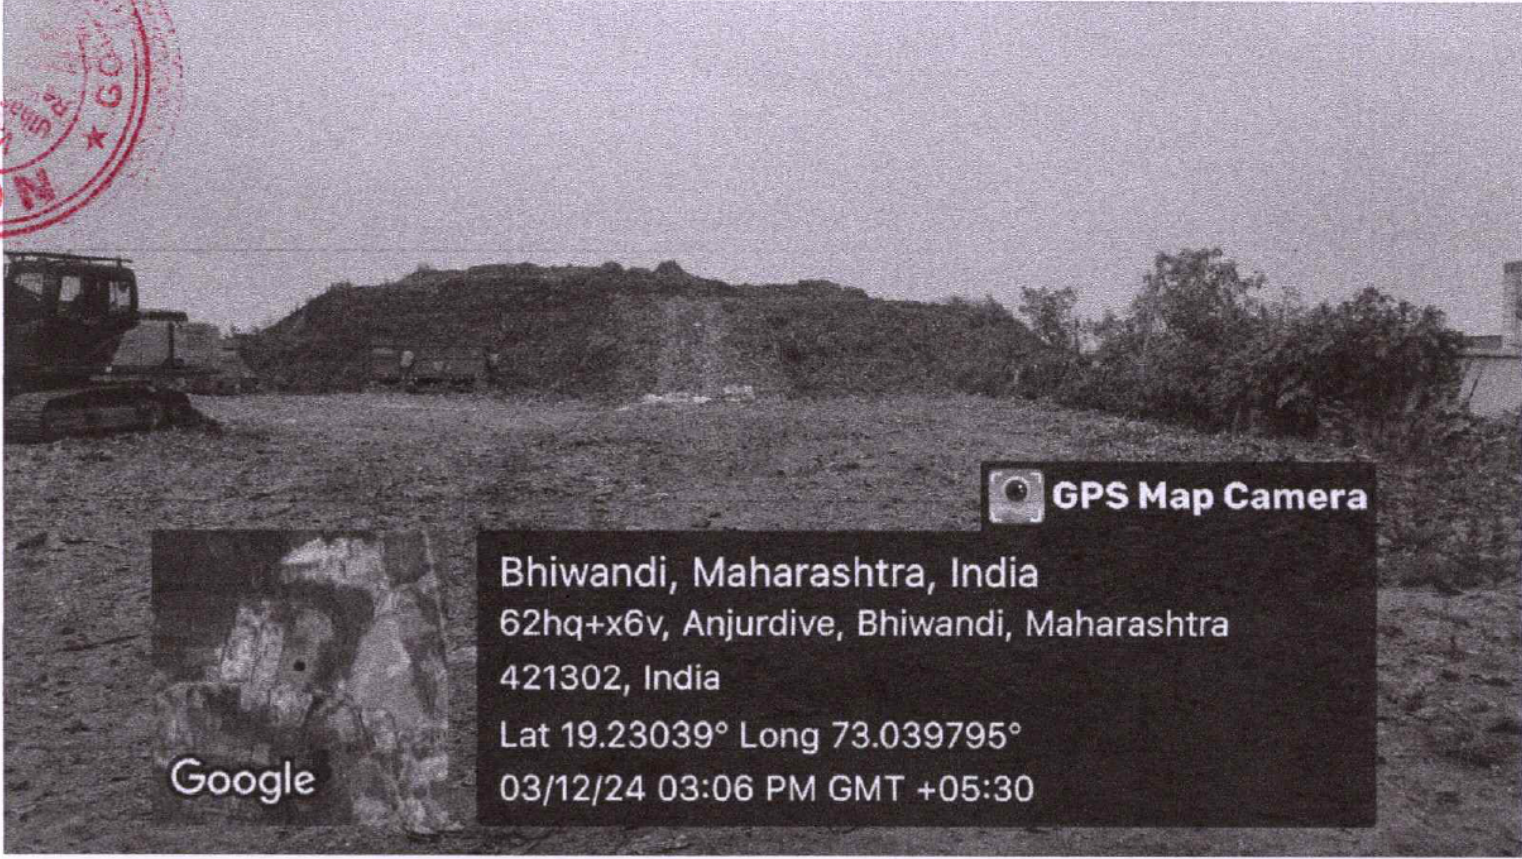 ★ GOV
N
GPS Map Camera
Bhiwandi, Maharashtra, India
62hq+x6v, Anjurdive, Bhiwandi, Maharashtra
421302, India
Lat 19.23039° Long 73.039795°
03/12/24 03:06 PM GMT +05:30
Google